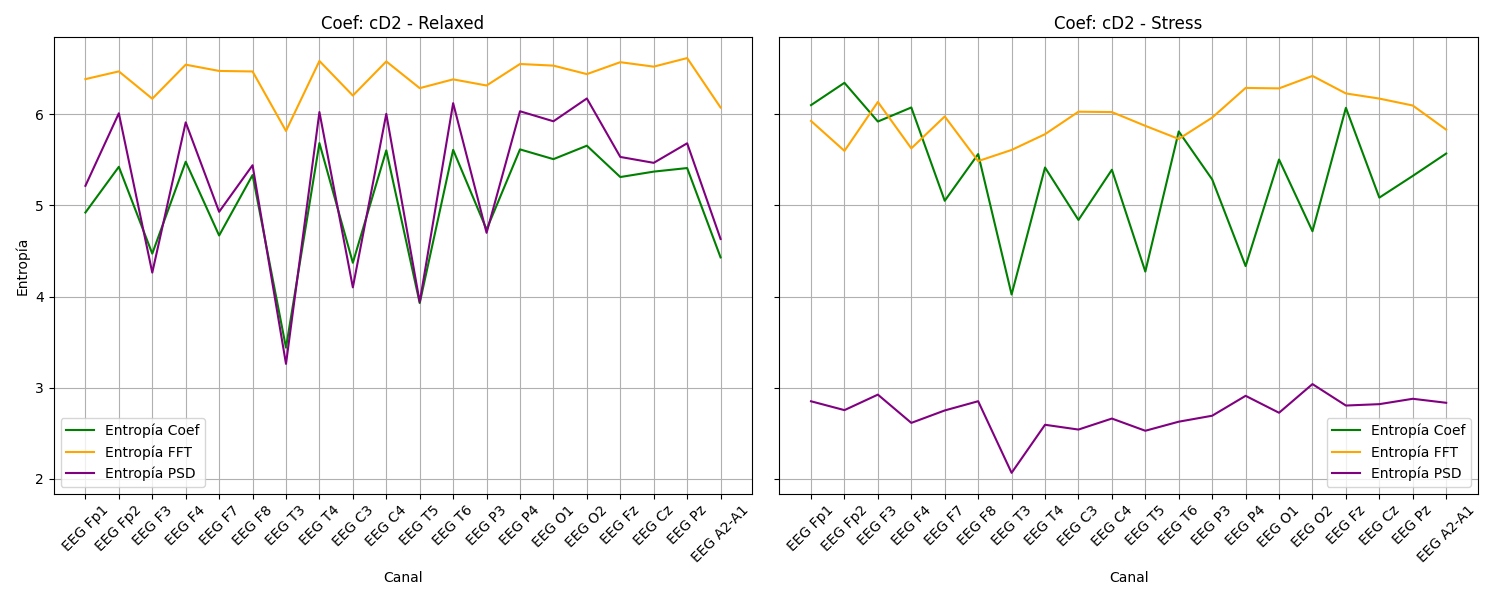 Coef: cD2 - Relaxed
Entropía
6
5
4
3
2
Entropía Coef
Entropía FFT
Entropía PSD
EEG Fp1
EEG Fp2
EEG F3
EEG F4
EEG F7
EEG F8
EEG T3
EEG T4
EEG C3
EEG C4
EEG T5
EEG T6
EEG P3
EEG P4
EEG O1
EEG O2
EEG Fz
EEG Cz
EEG Pz
EEG A2-A1
Canal
Coef: cD2 - Stress
Entropía Coef
Entropía FFT
Entropía PSD
EEG Fp1
EEG Fp2
EEG F3
EEG F4
EEG F7
EEG F8
EEG T3
EEG T4
EEG C3
EEG C4
EEG T5
EEG T6
EEG P3
EEG P4
EEG O1
EEG O2
EEG Fz
EEG Cz
EEG Pz
EEG A2-A1
Canal